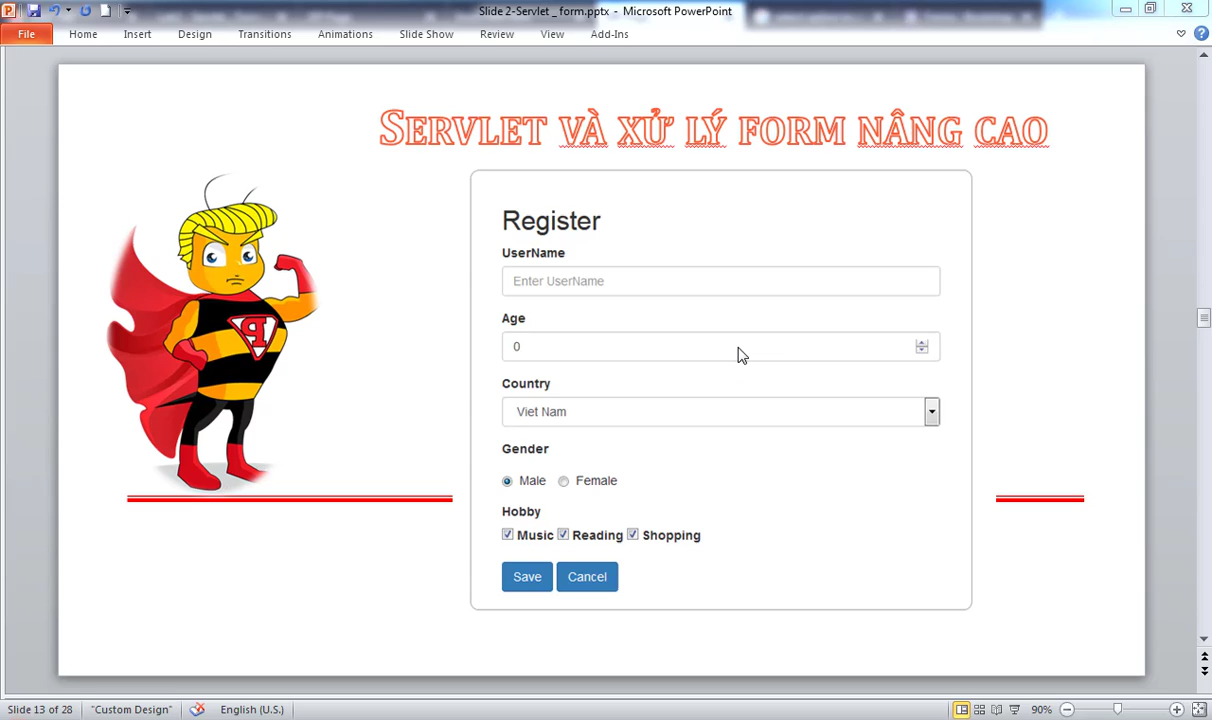 Slide 2-Servlet _ form.pptx - Microsoft PowerPoint
File Home Insert Design Transitions Animations Slide Show Review View Add-Ins
SERVLET VÀ XỬ LÝ FORM NÂNG CAO
Register
UserName
Enter UserName
Age
0
Country
Viet Nam
Gender
Male Female
Hobby
Music Reading Shopping
Save Cancel
Slide 13 of 28 "Custom Design" English (U.S.) 90%